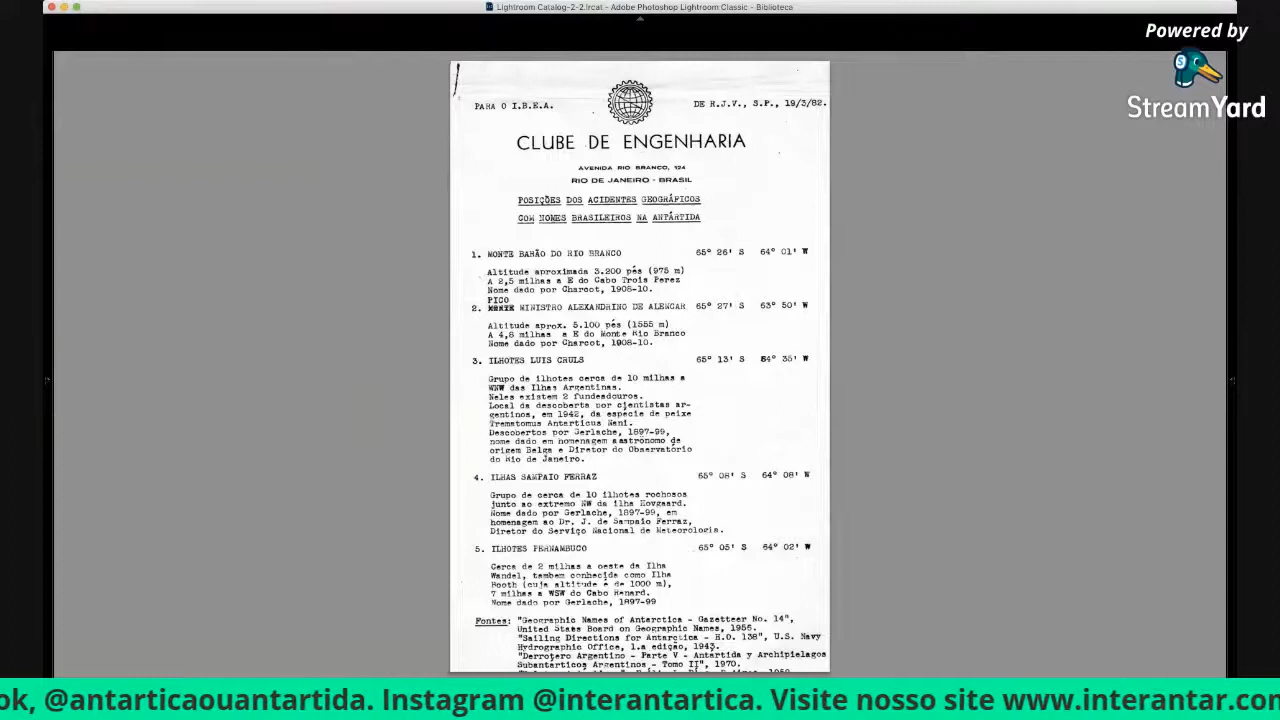 Lightroom Catalog-2-2.lrcat - Adobe Photoshop Lightroom Classic - Biblioteca
Powered by
StreamYard
PARA O I.B.E.A.
DE R.J.V., S.P., 19/3/82.
CLUBE DE ENGENHARIA
AVENIDA RIO BRANCO, 124
RIO DE JANEIRO - BRASIL
POSIÇÕES DOS ACIDENTES GEOGRÁFICOS
COM NOMES BRASILEIROS NA ANTÁRTIDA
1. MONTE BARÃO DO RIO BRANCO 65° 26' S 64° 01' W
Altitude aproximada 3.200 pés (975 m)
A 2,5 milhas a E do Cabo Trois Perez
Nome dado por Charcot, 1908-10.
PICO
2. MONTE MINISTRO ALEXANDRINO DE ALENCAR 65° 27' S 63° 50' W
Altitude aprox. 5.100 pés (1555 m)
A 4,8 milhas a E do Monte Rio Branco
Nome dado por Charcot, 1908-10.
3. ILHOTES LUIS CRULS 65° 13' S 64° 35' W
Grupo de ilhotes cerca de 10 milhas a
WNW das Ilhas Argentinas.
Neles existem 2 fundeadouros.
Local da descoberta por cientistas ar-
gentinos, em 1942, da espécie de peixe
Trematomus Antarticus Nani.
Descobertos por Gerlache, 1897-99,
nome dado em homenagem a astrônomo de
origem Belga e Diretor do Observatório
do Rio de Janeiro.
4. ILHAS SAMPAIO FERRAZ 65° 08' S 64° 08' W
Grupo de cerca de 10 ilhotes rochosos
junto ao extremo NW da ilha Hovgaard.
Nome dado por Gerlache, 1897-99, em
homenagem ao Dr. J. de Sampaio Ferraz,
Diretor do Serviço Nacional de Meteorologia.
5. ILHOTES PERNAMBUCO 65° 05' S 64° 02' W
Cerca de 2 milhas a oeste da Ilha
Wandel, tambem conhecida como Ilha
Booth (cuja altitude é de 1000 m),
7 milhas a WSW do Cabo Renard.
Nome dado por Gerlache, 1897-99
Fontes: "Geographic Names of Antarctica - Gazetteer No. 14",
United States Board on Geographic Names, 1956.
"Sailing Directions for Antarctica - H.O. 138", U.S. Navy
Hydrographic Office, 1.a edição, 1943.
"Derrotero Argentino - Parte V - Antártida y Archipielagos
Subantarticos Argentinos - Tomo II", 1970.
ok, @antarticaouantartida. Instagram @interantartica. Visite nosso site www.interantar.com